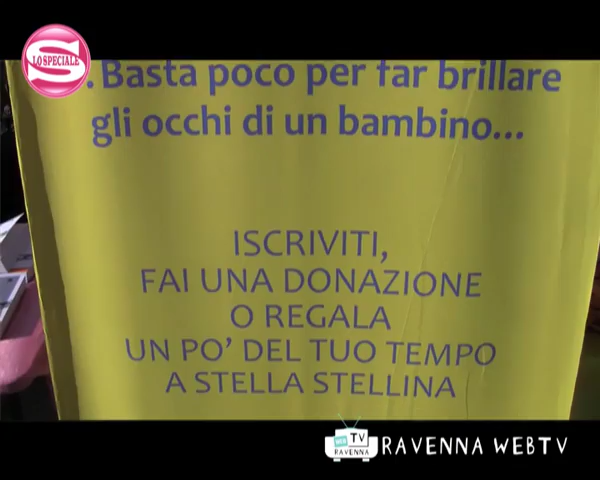 LO SPECIALE
. Basta poco per far brillare
gli occhi di un bambino...
ISCRIVITI,
FAI UNA DONAZIONE
O REGALA
UN PO' DEL TUO TEMPO
A STELLA STELLINA
WEB TV
RAVENNA
RAVENNA WEBTV